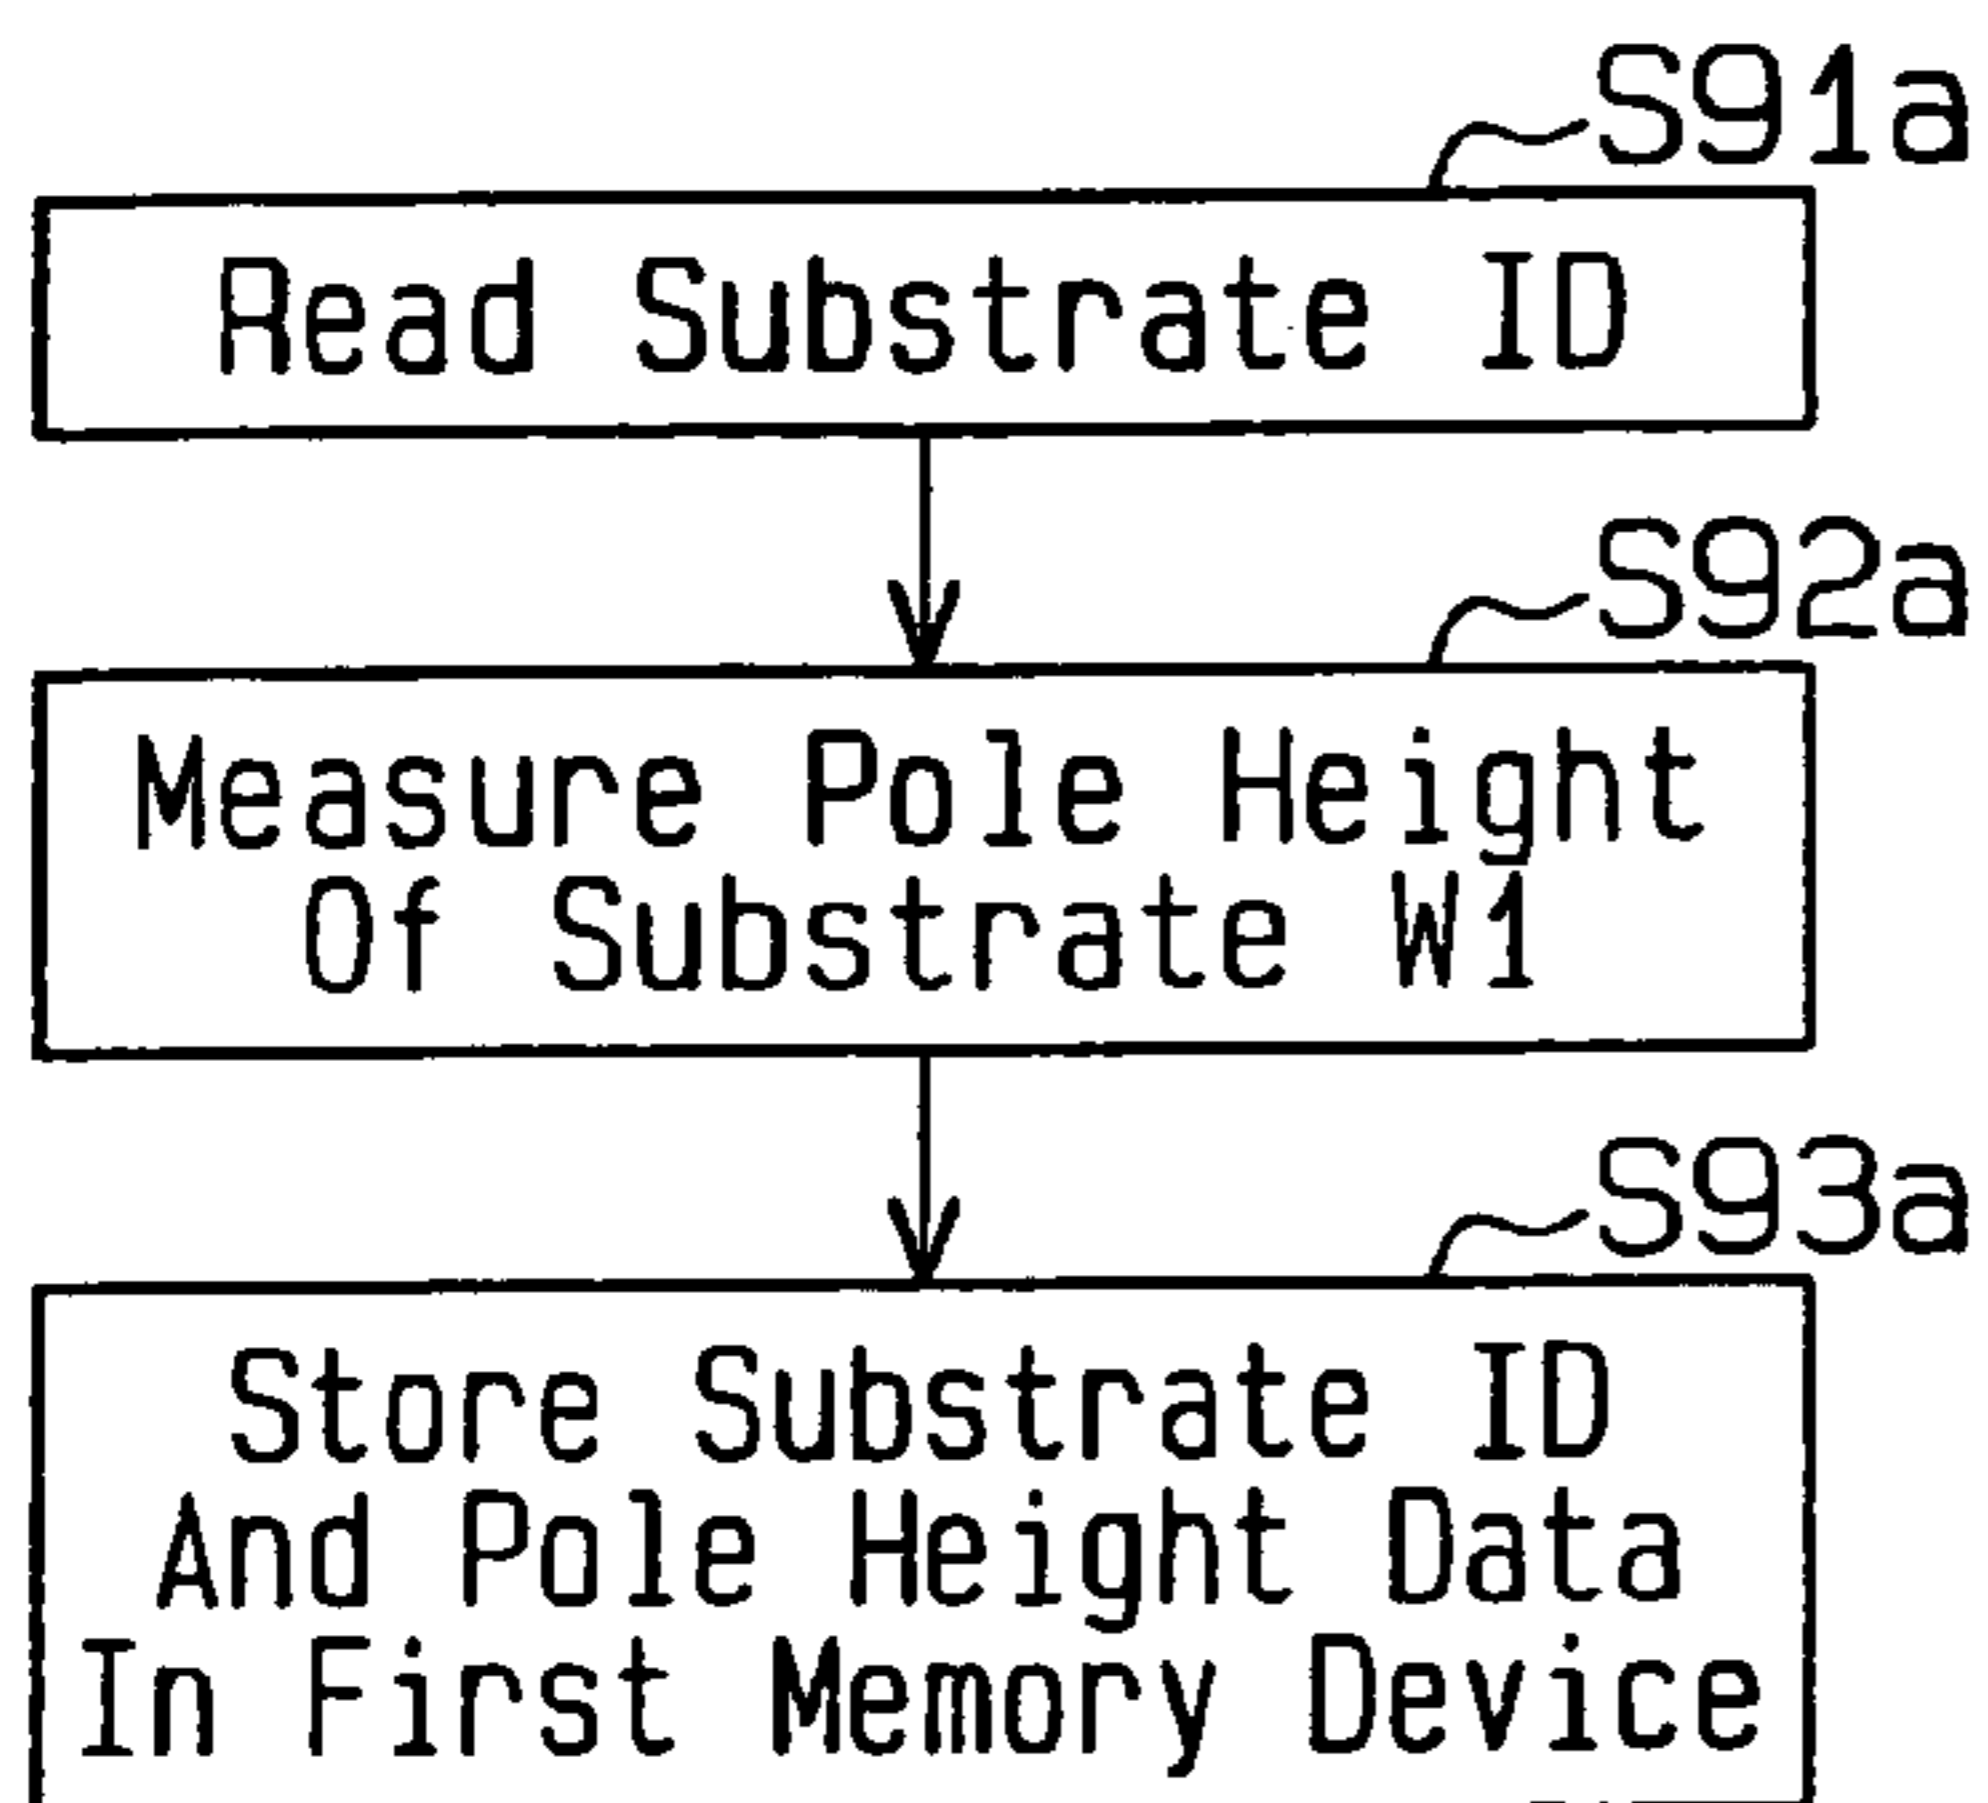 S91a
Read Substrate ID
S92a
Measure Pole Height
Of Substrate W1
S93a
Store Substrate ID
And Pole Height Data
In First Memory Device